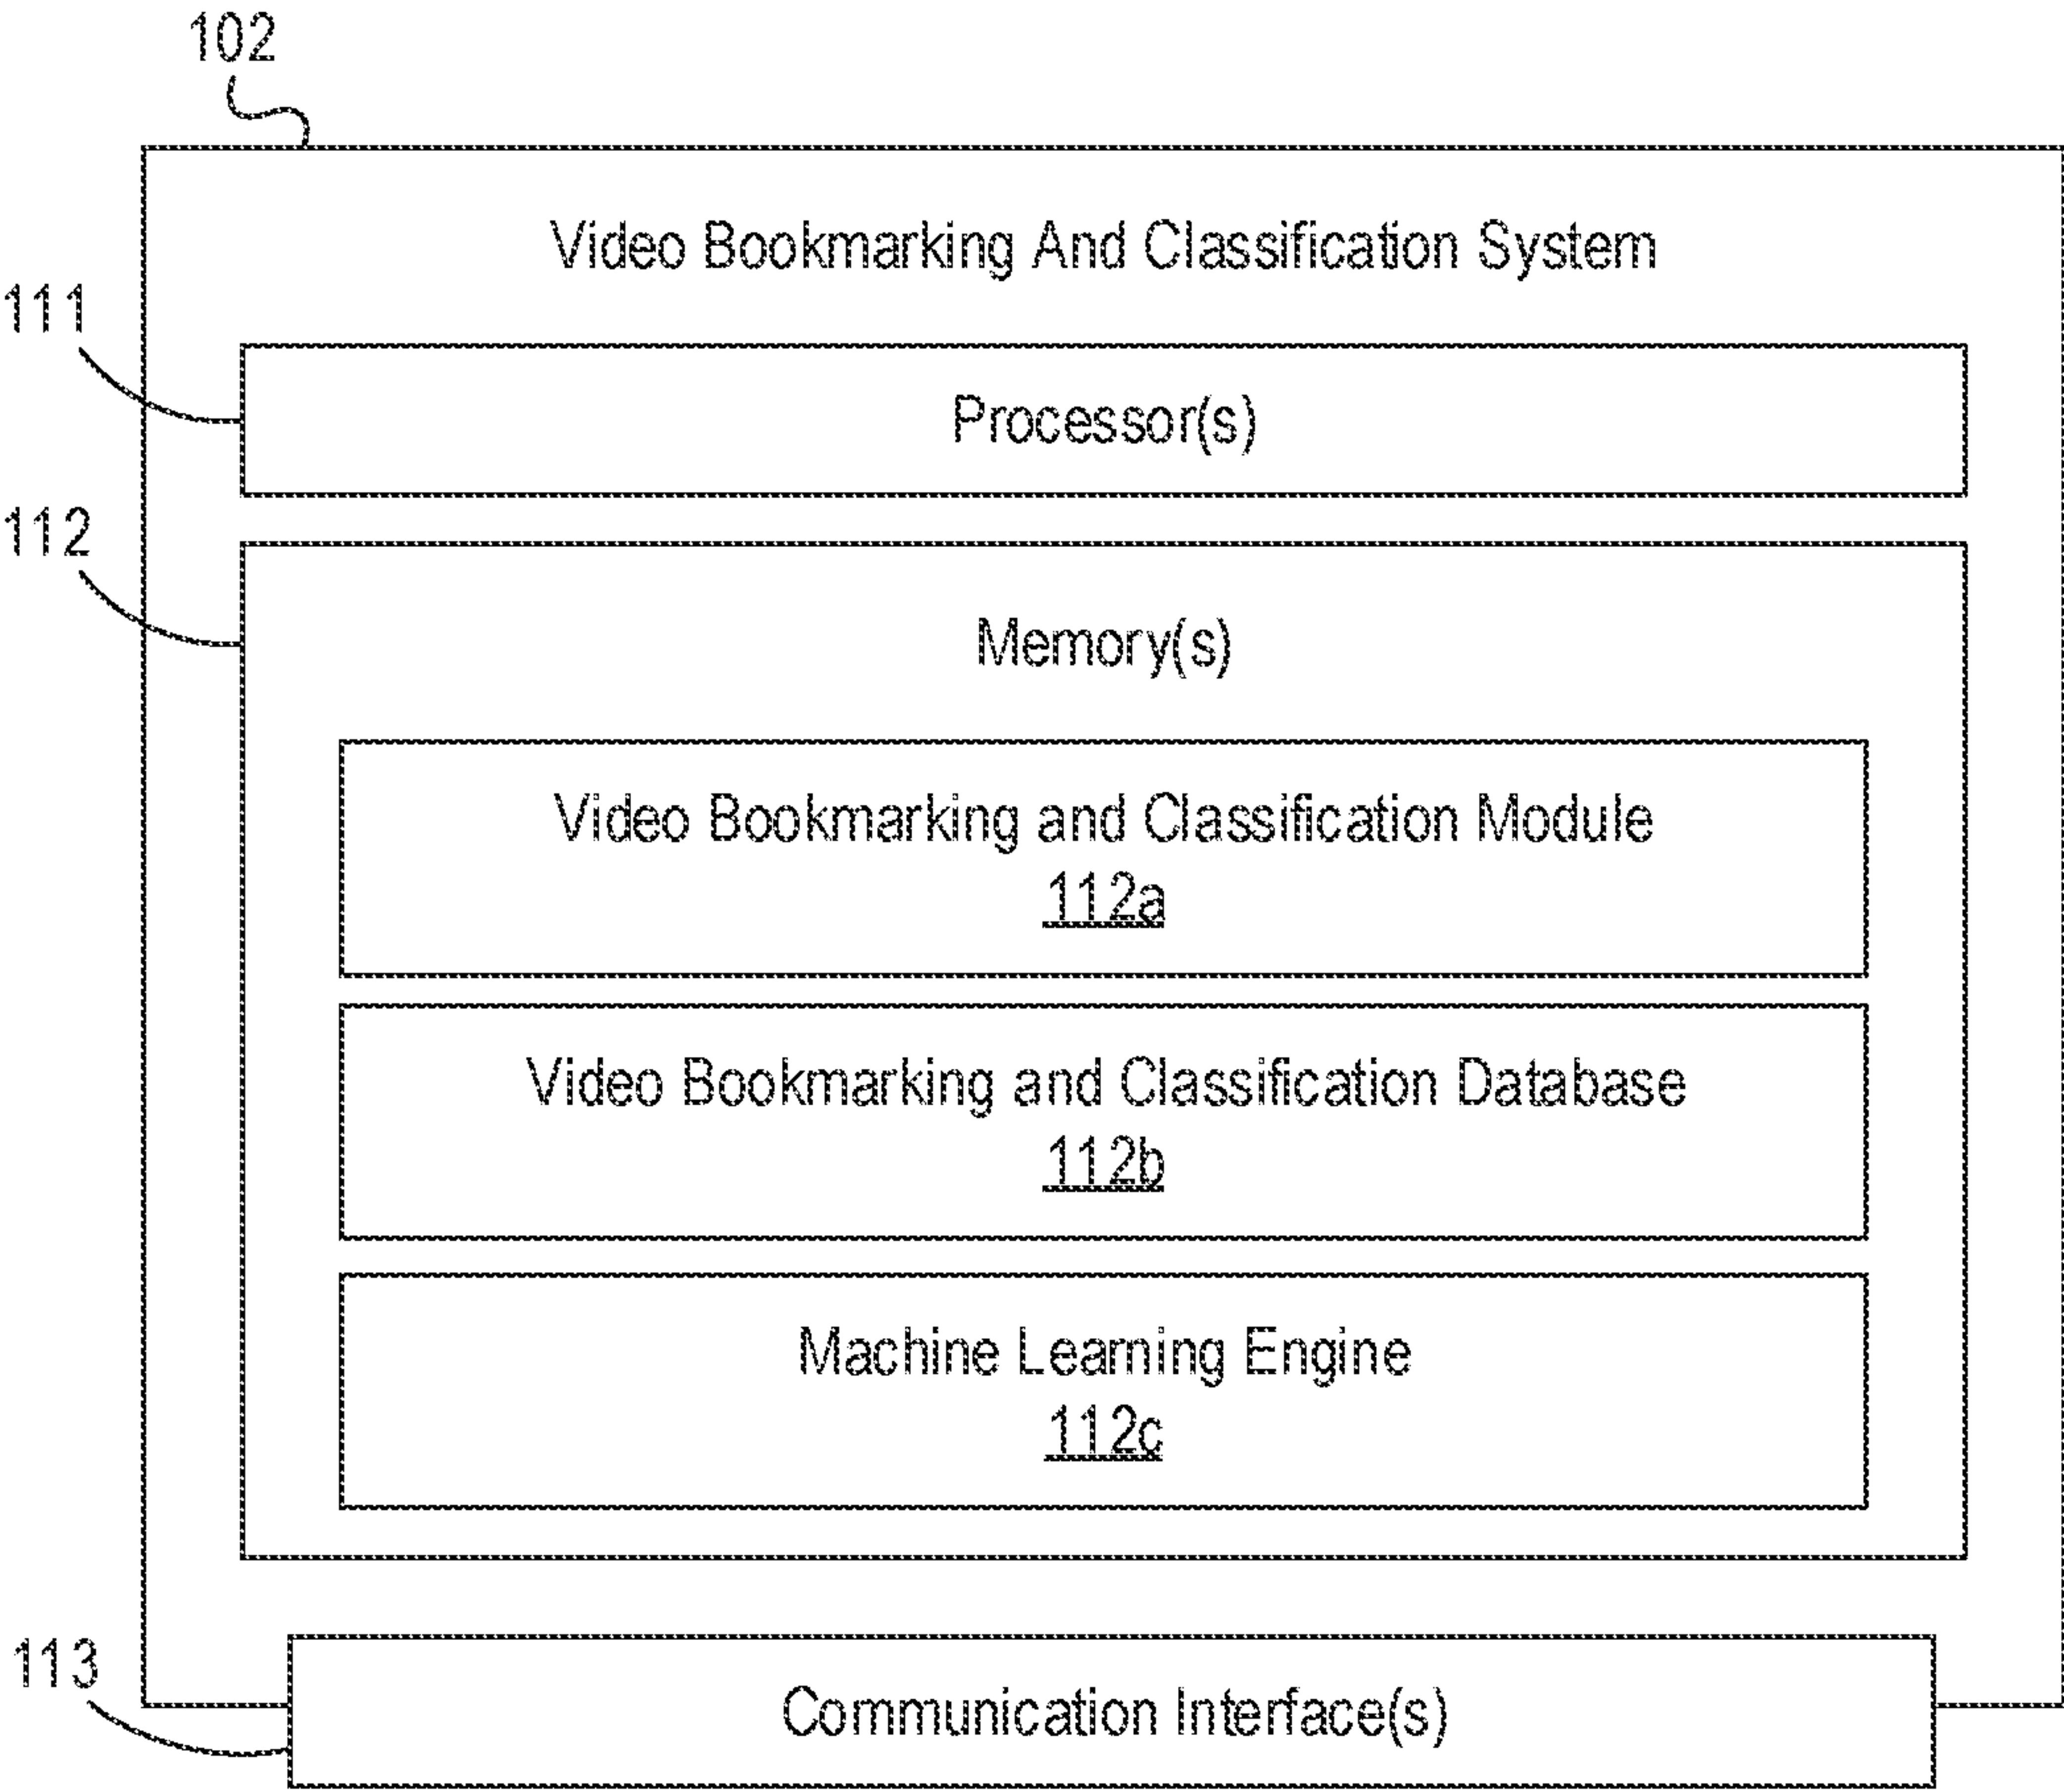 102
Video Bookmarking And Classification System
111
Processor(s)
112
Memory(s)
Video Bookmarking and Classification Module
112a
Video Bookmarking and Classification Database
112b
Machine Learning Engine
112c
113
Communication Interface(s)